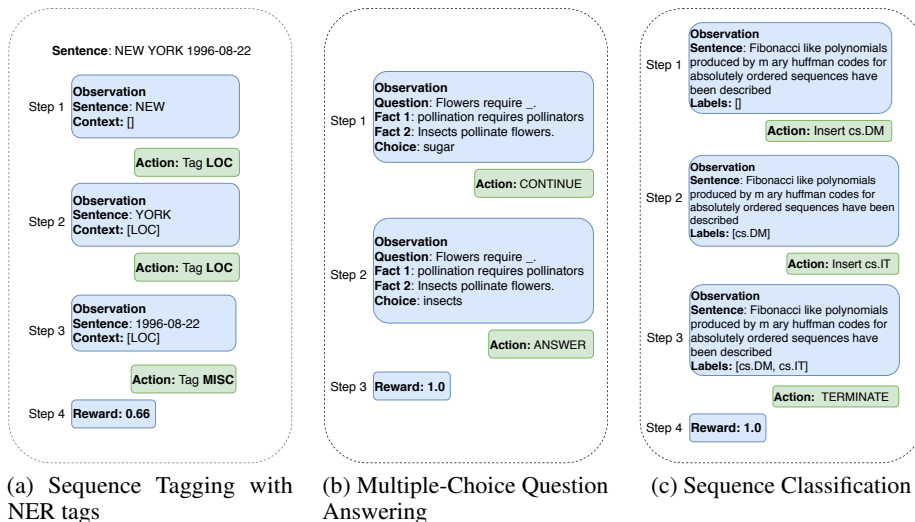 Sentence: NEW YORK 1996-08-22
Step 1
Observation
Sentence: NEW
Context: []
Action: Tag LOC
Step 2
Observation
Sentence: YORK
Context: [LOC]
Action: Tag LOC
Step 3
Observation
Sentence: 1996-08-22
Context: [LOC]
Action: Tag MISC
Step 4
Reward: 0.66
(a) Sequence Tagging with
NER tags
Step 1
Observation
Question: Flowers require _.
Fact 1: pollination requires pollinators
Fact 2: Insects pollinate flowers.
Choice: sugar
Action: CONTINUE
Step 2
Observation
Question: Flowers require _.
Fact 1: pollination requires pollinators
Fact 2: Insects pollinate flowers.
Choice: insects
Action: ANSWER
Step 3
Reward: 1.0
(b) Multiple-Choice Question
Answering
Step 1
Observation
Sentence: Fibonacci like polynomials
produced by m ary huffman codes for
absolutely ordered sequences have
been described
Labels: []
Action: Insert cs.DM
Step 2
Observation
Sentence: Fibonacci like polynomials
produced by m ary huffman codes for
absolutely ordered sequences have been
described
Labels: [cs.DM]
Action: Insert cs.IT
Step 3
Observation
Sentence: Fibonacci like polynomials
produced by m ary huffman codes for
absolutely ordered sequences have
been described
Labels: [cs.DM, cs.IT]
Action: TERMINATE
Step 4
Reward: 1.0
(c) Sequence Classification